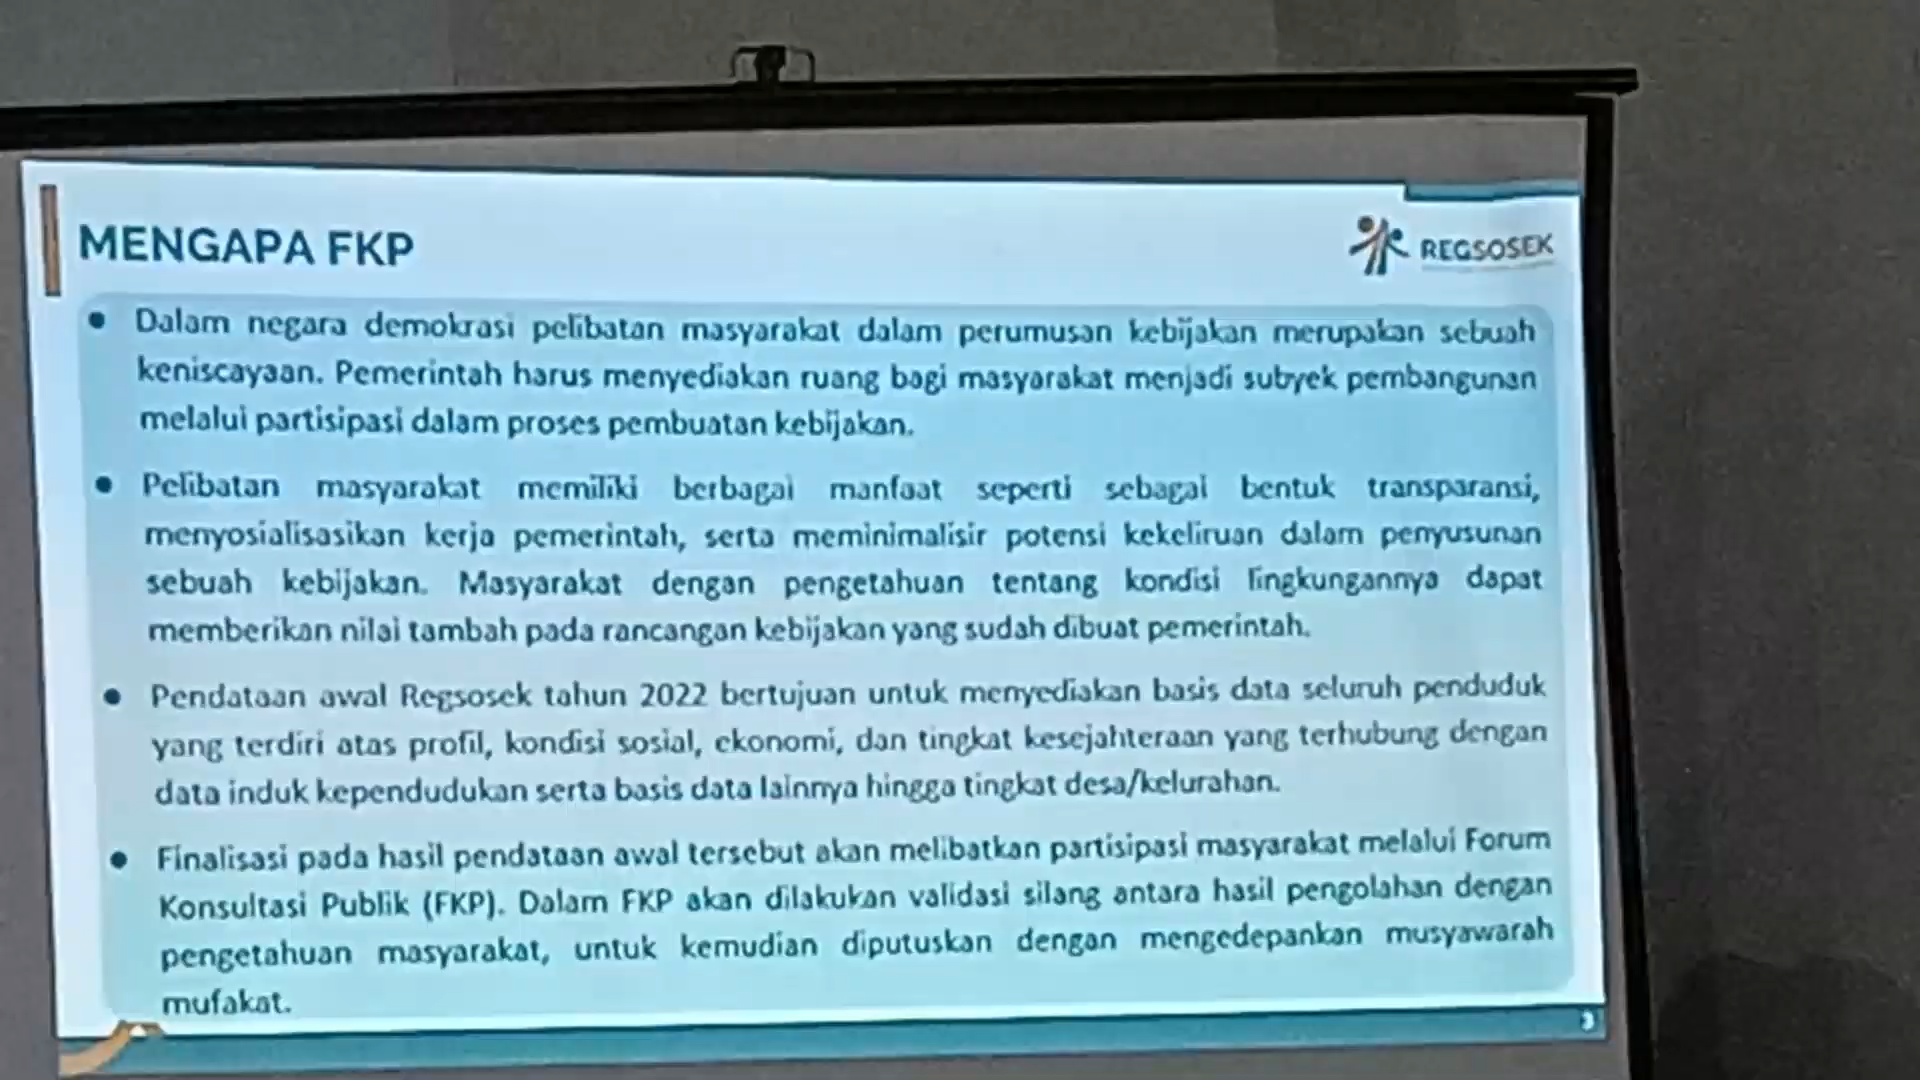 MENGAPA FKP
REGSOSEK
• Dalam negara demokrasi pelibatan masyarakat dalam perumusan kebijakan merupakan sebuah
keniscayaan. Pemerintah harus menyediakan ruang bagi masyarakat menjadi subyek pembangunan
melalui partisipasi dalam proses pembuatan kebijakan.
• Pelibatan masyarakat memiliki berbagai manfaat seperti sebagai bentuk transparansi,
menyosialisasikan kerja pemerintah, serta meminimalisir potensi kekeliruan dalam penyusunan
sebuah kebijakan. Masyarakat dengan pengetahuan tentang kondisi lingkungannya dapat
memberikan nilai tambah pada rancangan kebijakan yang sudah dibuat pemerintah.
• Pendataan awal Regsosek tahun 2022 bertujuan untuk menyediakan basis data seluruh penduduk
yang terdiri atas profil, kondisi sosial, ekonomi, dan tingkat kesejahteraan yang terhubung dengan
data induk kependudukan serta basis data lainnya hingga tingkat desa/kelurahan.
• Finalisasi pada hasil pendataan awal tersebut akan melibatkan partisipasi masyarakat melalui Forum
Konsultasi Publik (FKP). Dalam FKP akan dilakukan validasi silang antara hasil pengolahan dengan
pengetahuan masyarakat, untuk kemudian diputuskan dengan mengedepankan musyawarah
mufakat.
3